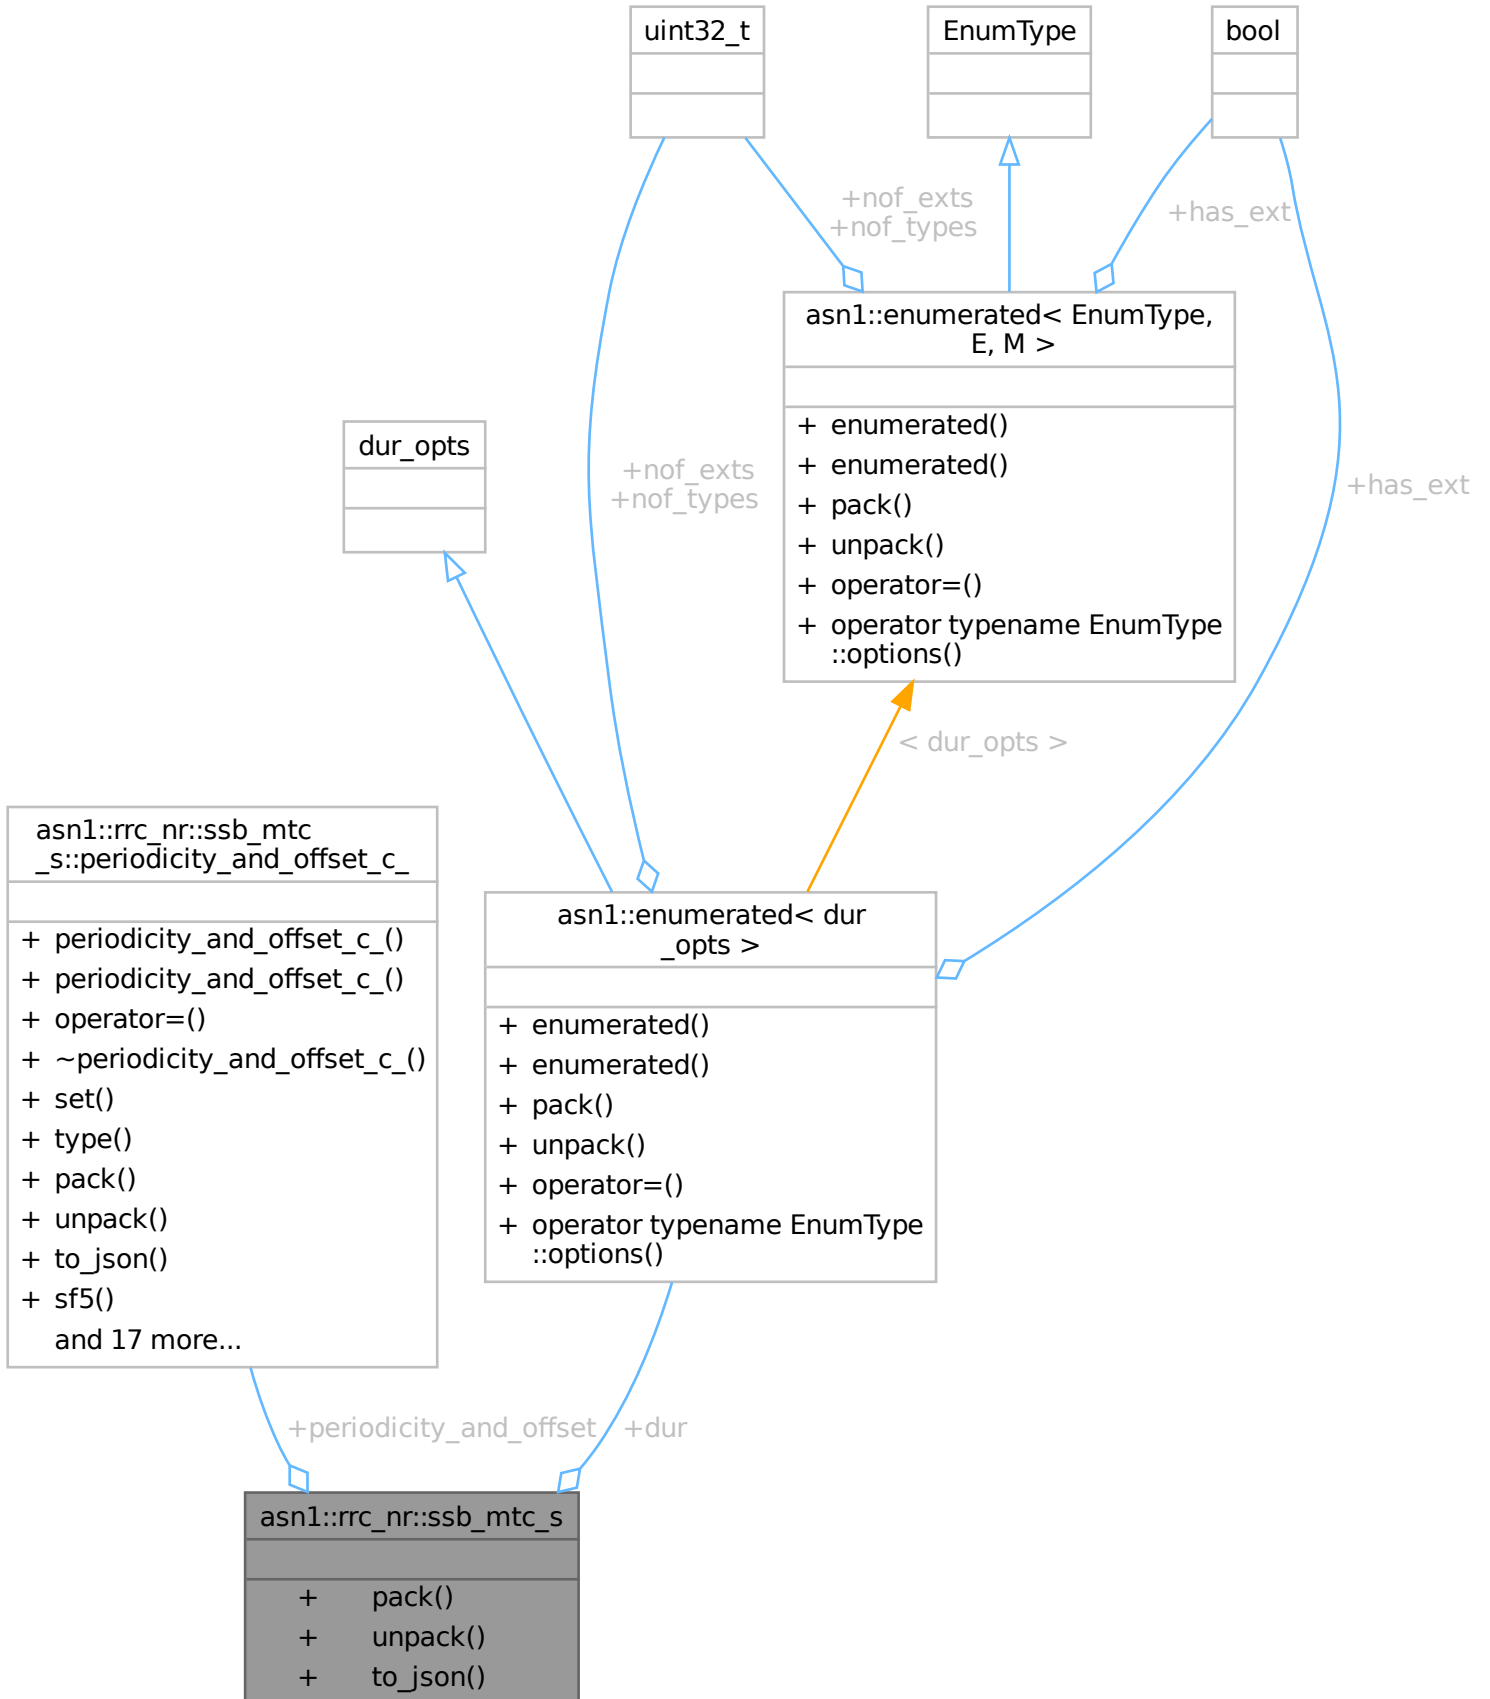 uint32_t
EnumType
bool
+nof_exts
+nof_types
+has_ext
asn1::enumerated< EnumType,
E, M >
+ enumerated()
+ enumerated()
+ pack()
+ unpack()
+ operator=()
+ operator typename EnumType
::options()
dur_opts
+nof_exts
+nof_types
+has_ext
< dur_opts >
asn1::rrc_nr::ssb_mtc
_s::periodicity_and_offset_c_
+ periodicity_and_offset_c_()
+ periodicity_and_offset_c_()
+ operator=()
+ ~periodicity_and_offset_c_()
+ set()
+ type()
+ pack()
+ unpack()
+ to_json()
+ sf5()
and 17 more...
asn1::enumerated< dur
_opts >
+ enumerated()
+ enumerated()
+ pack()
+ unpack()
+ operator=()
+ operator typename EnumType
::options()
+periodicity_and_offset
+dur
asn1::rrc_nr::ssb_mtc_s
+ pack()
+ unpack()
+ to_json()